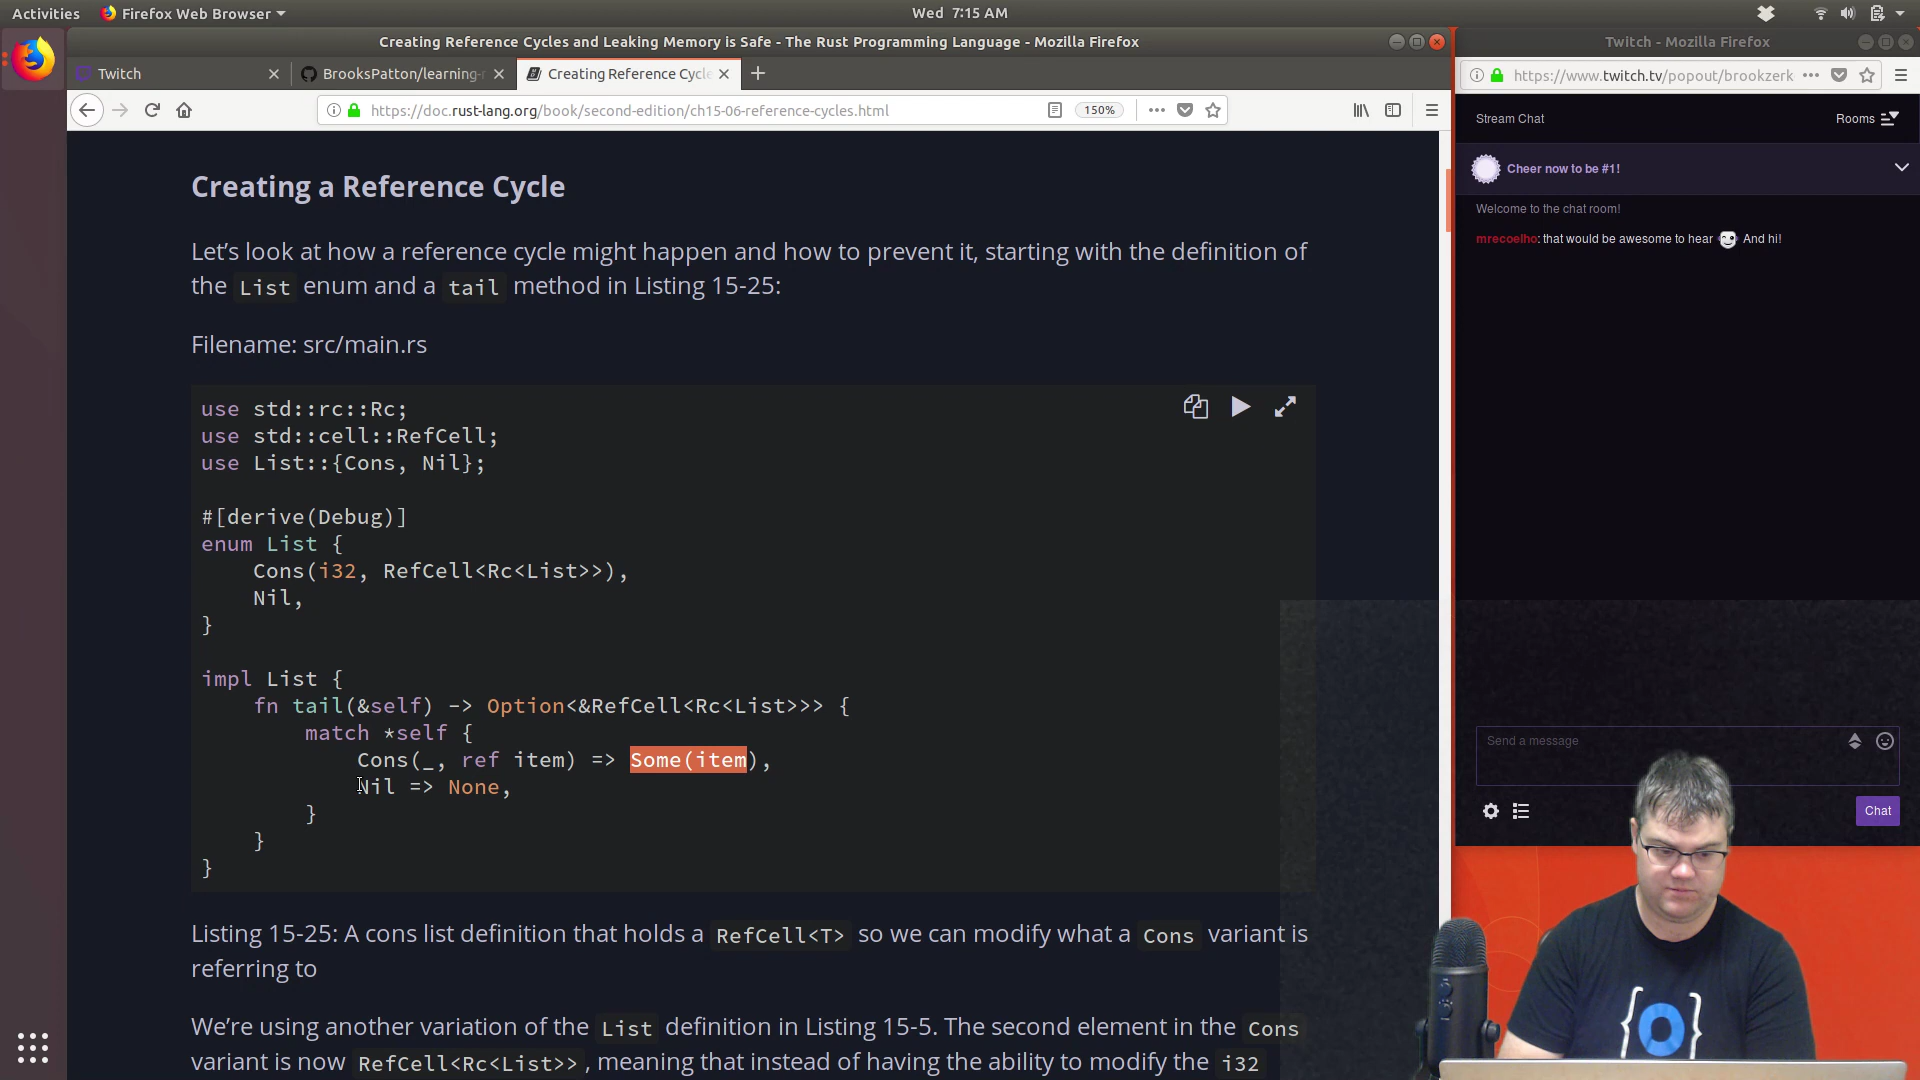 Activities
Firefox Web Browser
Wed 7:15 AM
Creating Reference Cycles and Leaking Memory is Safe - The Rust Programming Language - Mozilla Firefox
Twitch - Mozilla Firefox
Twitch
BrooksPatton/learning-r
Creating Reference Cycle
https://doc.rust-lang.org/book/second-edition/ch15-06-reference-cycles.html
150%
https://www.twitch.tv/popout/brookzerk
Stream Chat
Rooms
Cheer now to be #1!
Welcome to the chat room!
mrecoelho: that would be awesome to hear And hi!
Send a message
Chat
Creating a Reference Cycle
Let’s look at how a reference cycle might happen and how to prevent it, starting with the definition of
the List enum and a tail method in Listing 15-25:
Filename: src/main.rs
use std::rc::Rc;
use std::cell::RefCell;
use List::{Cons, Nil};
#[derive(Debug)]
enum List {
    Cons(i32, RefCell<Rc<List>>),
    Nil,
}
impl List {
    fn tail(&self) -> Option<&RefCell<Rc<List>>> {
        match *self {
            Cons(_, ref item) => Some(item),
            Nil => None,
        }
    }
}
Listing 15-25: A cons list definition that holds a RefCell<T> so we can modify what a Cons variant is
referring to
We’re using another variation of the List definition in Listing 15-5. The second element in the Cons
variant is now RefCell<Rc<List>>, meaning that instead of having the ability to modify the i32